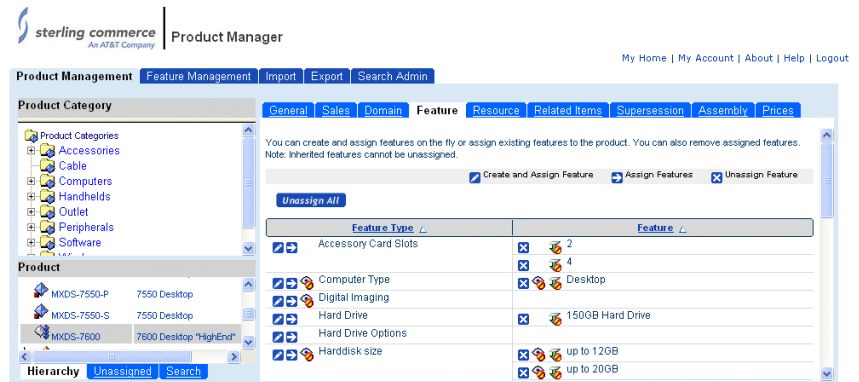 sterling commerce
An AT&T Company
Product Manager
My Home | My Account | About | Help | Logout
Product Management
Feature Management
Import
Export
Search Admin
Product Category
Product Categories
Accessories
Cable
Computers
Handhelds
Outlet
Peripherals
Software
Product
MXDS-7550-P 7550 Desktop
MXDS-7550-S 7550 Desktop
MXDS-7600 7600 Desktop "HighEnd"
Hierarchy Unassigned Search
General Sales Domain Feature Resource Related Items Supersession Assembly Prices
You can create and assign features on the fly or assign existing features to the product. You can also remove assigned features.
Note: Inherited features cannot be unassigned.
Create and Assign Feature Assign Features Unassign Feature
Unassign All
Feature Type Feature
Accessory Card Slots 2
4
Computer Type Desktop
Digital Imaging
Hard Drive 150GB Hard Drive
Hard Drive Options
Harddisk size up to 12GB
up to 20GB